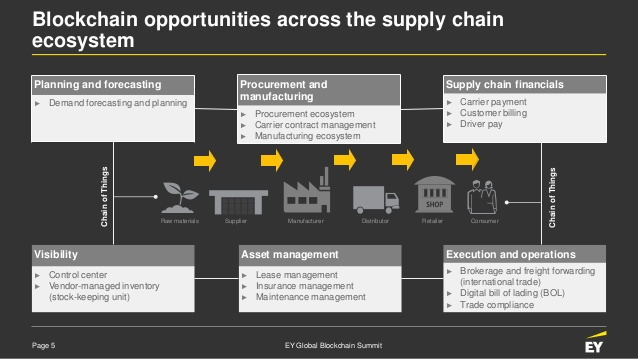 Blockchain opportunities across the supply chain
ecosystem
Planning and forecasting
► Demand forecasting and planning
Procurement and
manufacturing
► Procurement ecosystem
► Carrier contract management
► Manufacturing ecosystem
Supply chain financials
► Carrier payment
► Customer billing
► Driver pay
Chain of Things
Raw materials
Supplier
Manufacturer
Distributor
SHOP
Retailer
Consumer
Chain of Things
Visibility
► Control center
► Vendor-managed inventory
(stock-keeping unit)
Asset management
► Lease management
► Insurance management
► Maintenance management
Execution and operations
► Brokerage and freight forwarding
(international trade)
► Digital bill of lading (BOL)
► Trade compliance
Page 5
EY Global Blockchain Summit
EY